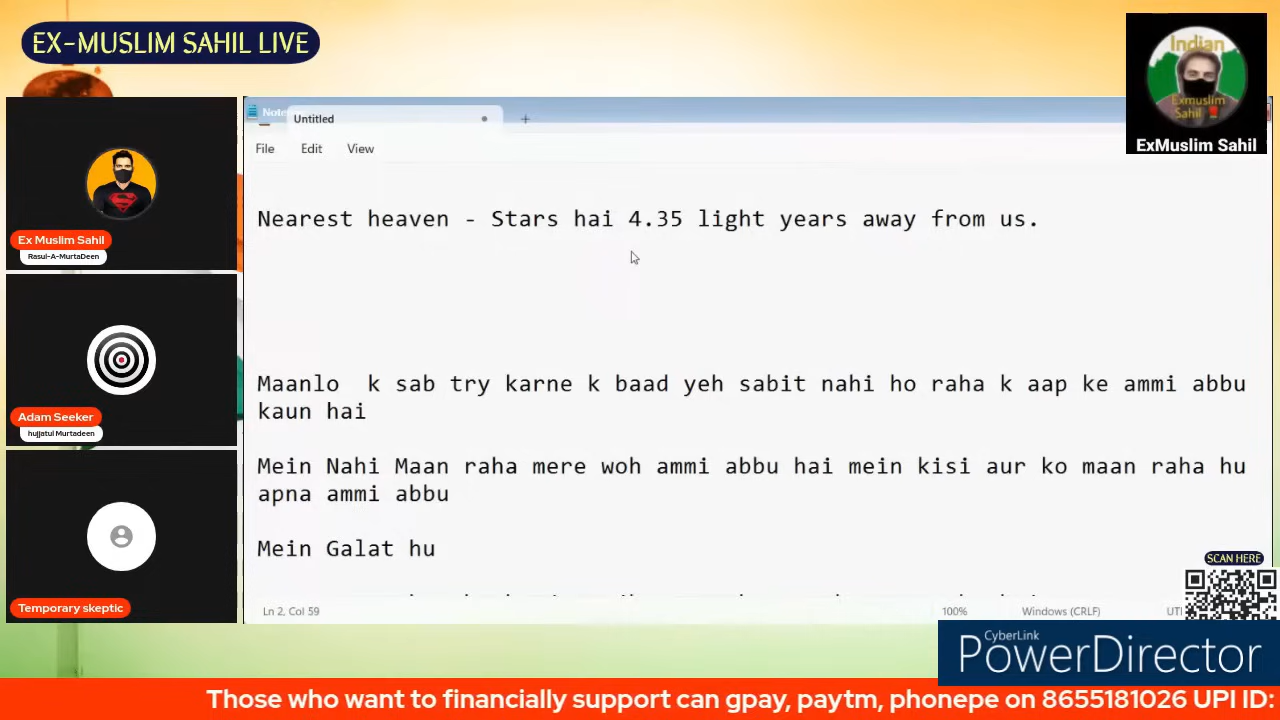 EX-MUSLIM SAHIL LIVE
Indian
Exmuslim
Sahil
ExMuslim Sahil
Ex Muslim Sahil
Rasul-A-MurtaDeen
Adam Seeker
hujjatul Murtadeen
Temporary skeptic
Untitled
File Edit View
Nearest heaven - Stars hai 4.35 light years away from us.
Maanlo k sab try karne k baad yeh sabit nahi ho raha k aap ke ammi abbu
kaun hai
Mein Nahi Maan raha mere woh ammi abbu hai mein kisi aur ko maan raha hu
apna ammi abbu
Mein Galat hu
Ln 2, Col 59
100%
Windows (CRLF)
SCAN HERE
CyberLink
PowerDirector
Those who want to financially support can gpay, paytm, phonepe on 8655181026 UPI ID: